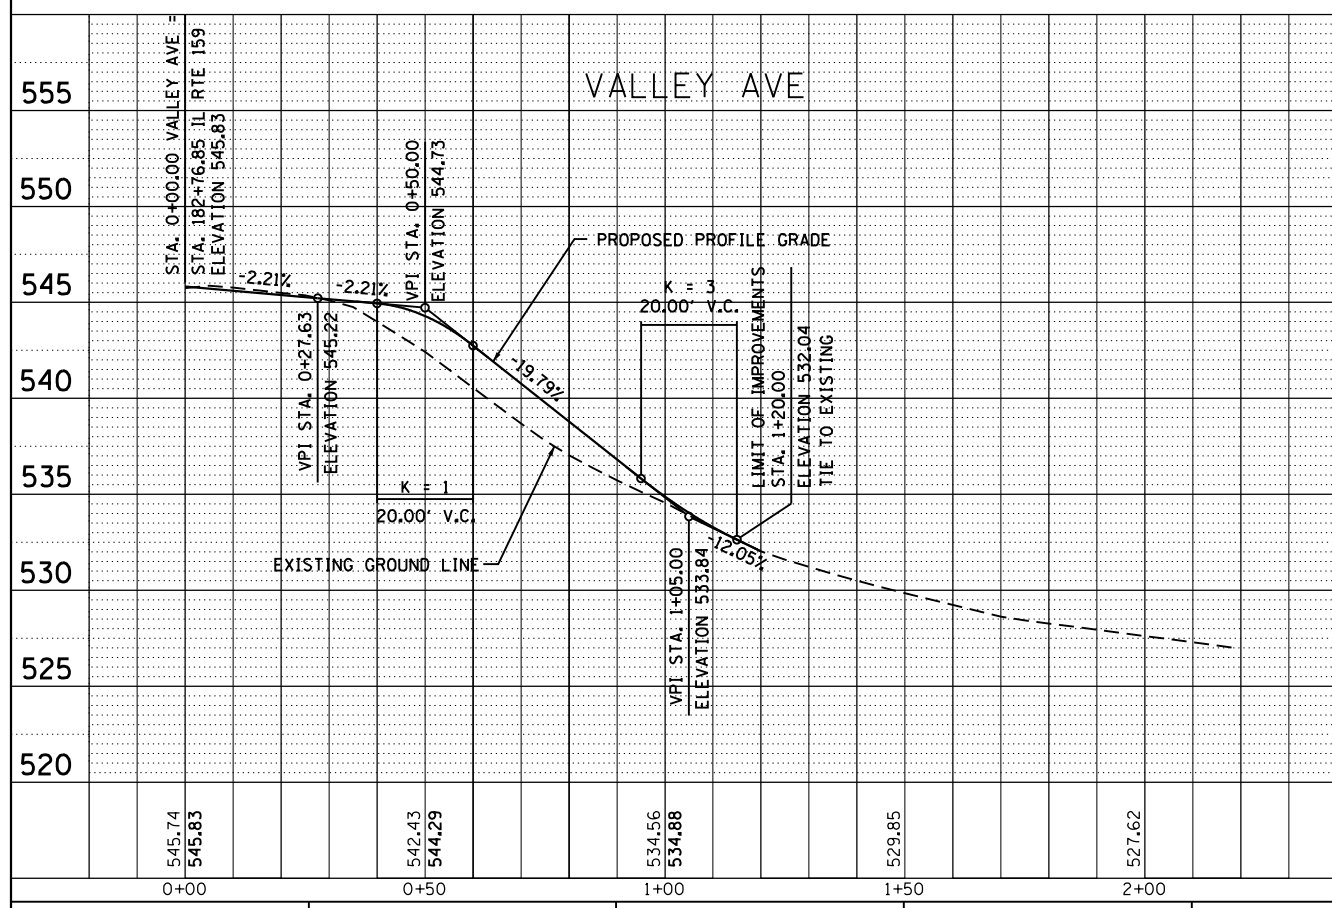 VALLEY AVE
555
550
545
540
535
530
525
520
STA. 0+00.00 VALLEY AVE =
STA. 182+76.85 IL RTE 159
ELEVATION 545.83
-2.21%
-2.21%
VPI STA. 0+50.00
ELEVATION 544.73
PROPOSED PROFILE GRADE
K = 3
20.00' V.C.
LIMIT OF IMPROVEMENTS
STA. 1+20.00
ELEVATION 532.04
TIE TO EXISTING
VPI STA. 0+27.63
ELEVATION 545.22
-19.79%
K = 1
20.00' V.C.
EXISTING GROUND LINE
-12.05%
VPI STA. 1+05.00
ELEVATION 533.84
545.74
545.83
542.43
544.29
534.56
534.88
529.85
527.62
0+00
0+50
1+00
1+50
2+00